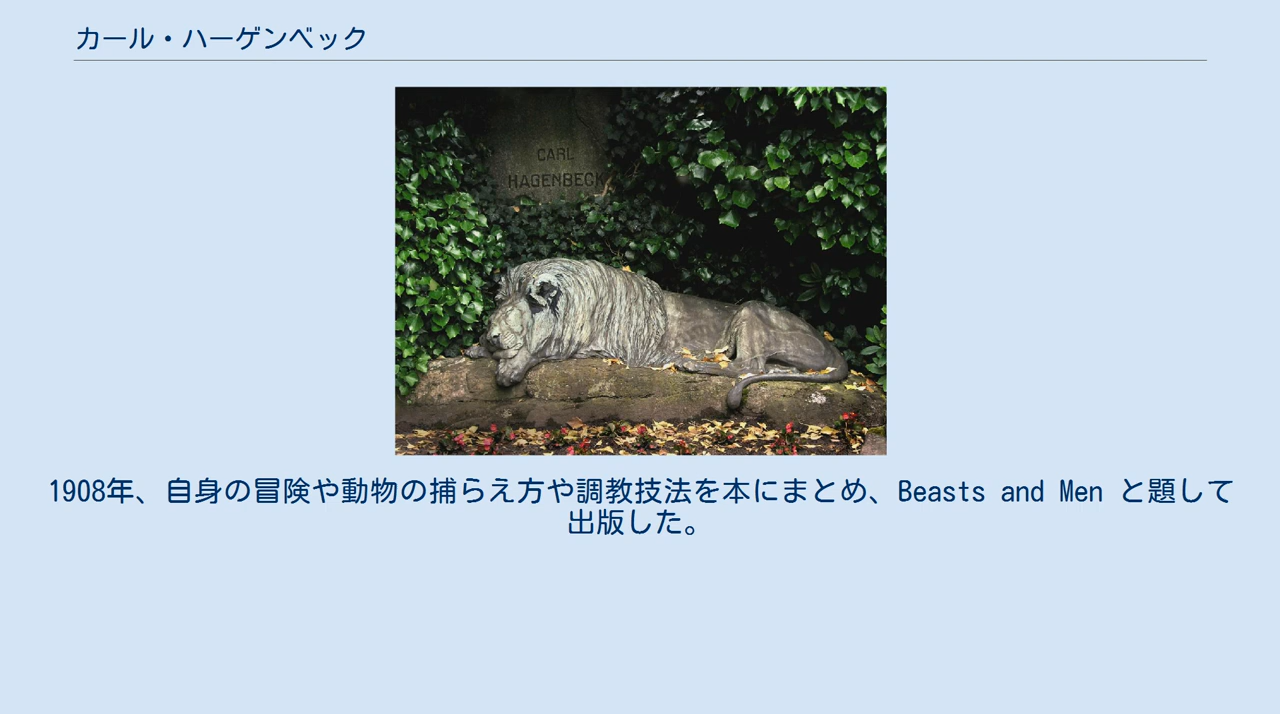 カール・ハーゲンベック
CARL
HAGENBECK
1908年、自身の冒険や動物の捕らえ方や調教技法を本にまとめ、Beasts and Men と題して
出版した。